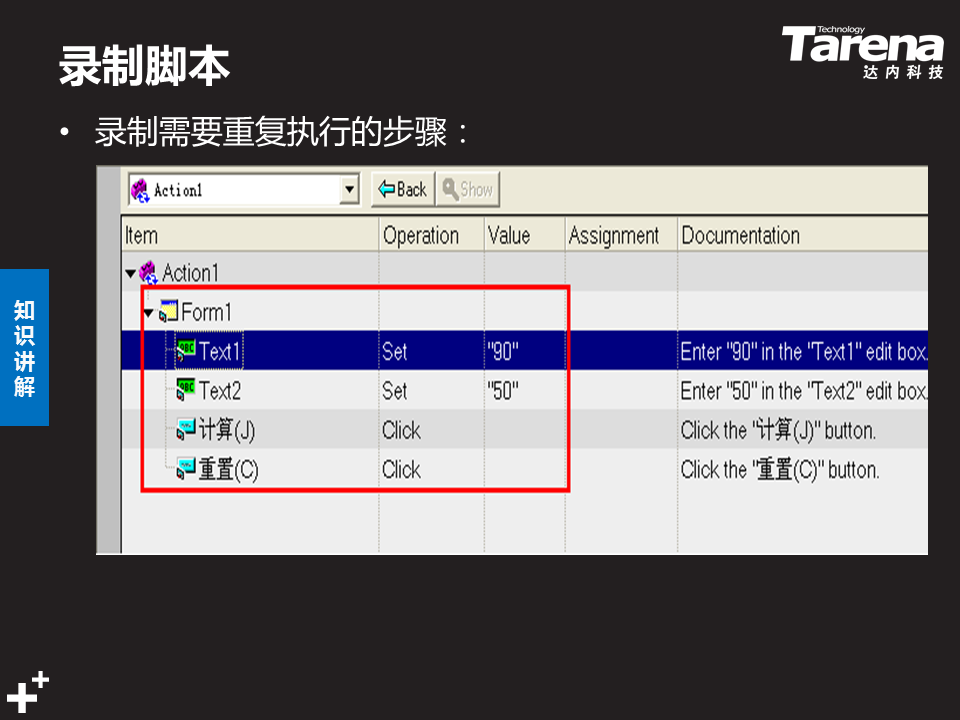 Technology
Tarena
达内科技
录制脚本
• 录制需要重复执行的步骤：
Action1 Back Show
Item Operation Value Assignment Documentation
Action1
Form1
Text1 Set "90" Enter "90" in the "Text1" edit box.
Text2 Set "50" Enter "50" in the "Text2" edit box.
计算(J) Click Click the "计算(J)" button.
重置(C) Click Click the "重置(C)" button.
知识讲解